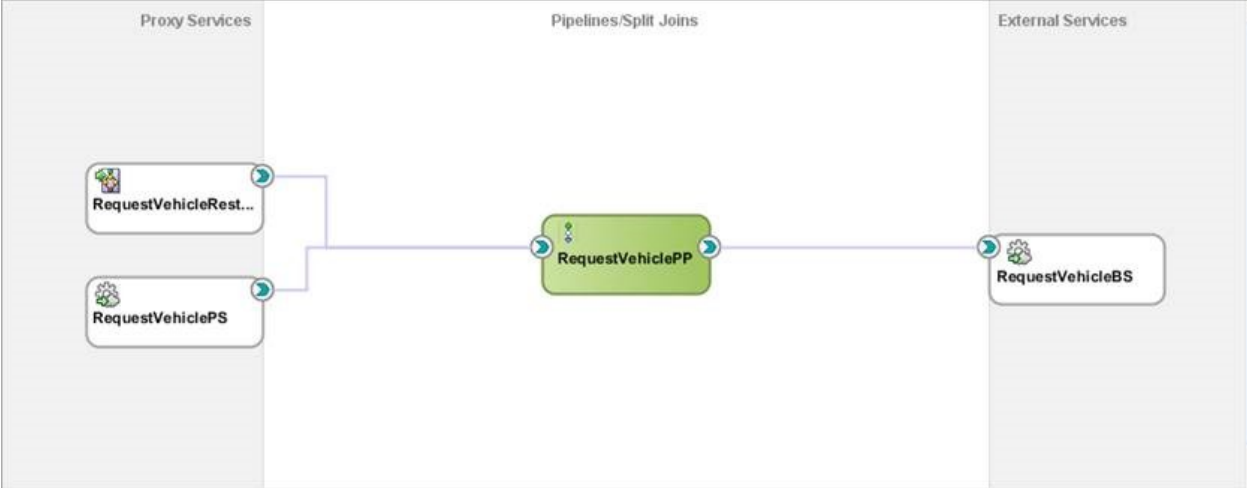 Proxy Services
Pipelines/Split Joins
External Services
RequestVehicleRest...
RequestVehiclePP
RequestVehicleBS
RequestVehiclePS